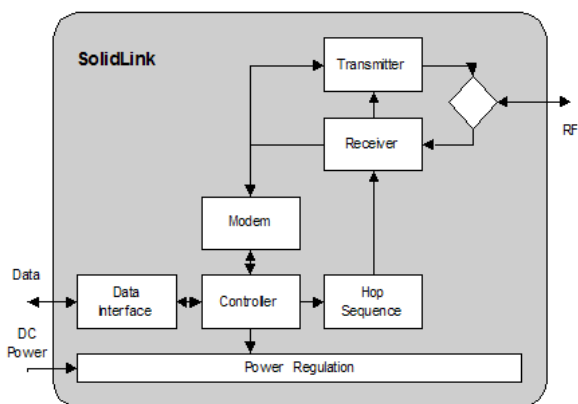 SolidLink
Transmitter
RF
Receiver
Modem
Data
Data
Interface
Controller
Hop
Sequence
DC
Power
Power Regulation